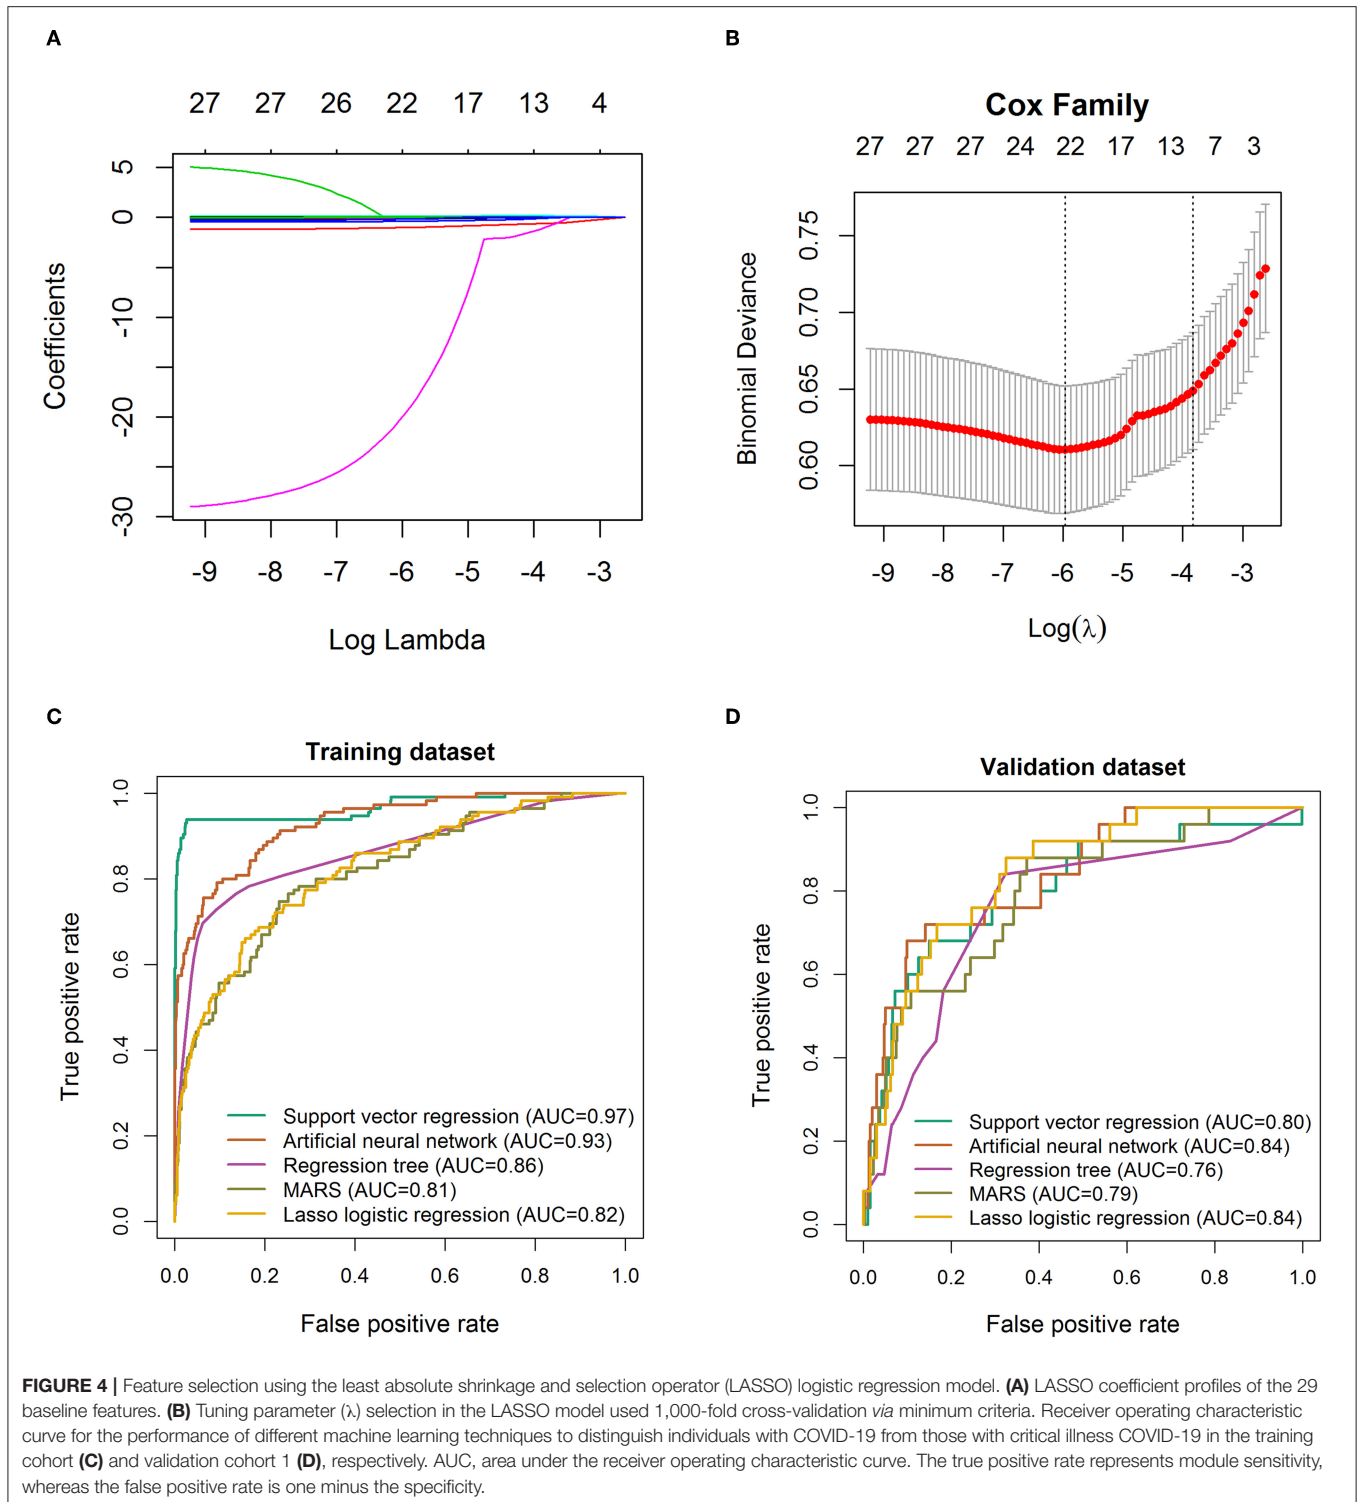 A
27 27 26 22 17 13 4
5
0
-10
-20
-30
Coefficients
-9 -8 -7 -6 -5 -4 -3
Log Lambda
B
Cox Family
27 27 27 24 22 17 13 7 3
0.75
0.70
0.65
0.60
Binomial Deviance
-9 -8 -7 -6 -5 -4 -3
Log(λ)
C
Training dataset
1.0
0.8
0.6
0.4
0.2
0.0
True positive rate
Support vector regression (AUC=0.97)
Artificial neural network (AUC=0.93)
Regression tree (AUC=0.86)
MARS (AUC=0.81)
Lasso logistic regression (AUC=0.82)
0.0 0.2 0.4 0.6 0.8 1.0
False positive rate
D
Validation dataset
1.0
0.8
0.6
0.4
0.2
0.0
True positive rate
Support vector regression (AUC=0.80)
Artificial neural network (AUC=0.84)
Regression tree (AUC=0.76)
MARS (AUC=0.79)
Lasso logistic regression (AUC=0.84)
0.0 0.2 0.4 0.6 0.8 1.0
False positive rate
FIGURE 4 | Feature selection using the least absolute shrinkage and selection operator (LASSO) logistic regression model. (A) LASSO coefficient profiles of the 29
baseline features. (B) Tuning parameter (λ) selection in the LASSO model used 1,000-fold cross-validation via minimum criteria. Receiver operating characteristic
curve for the performance of different machine learning techniques to distinguish individuals with COVID-19 from those with critical illness COVID-19 in the training
cohort (C) and validation cohort 1 (D), respectively. AUC, area under the receiver operating characteristic curve. The true positive rate represents module sensitivity,
whereas the false positive rate is one minus the specificity.